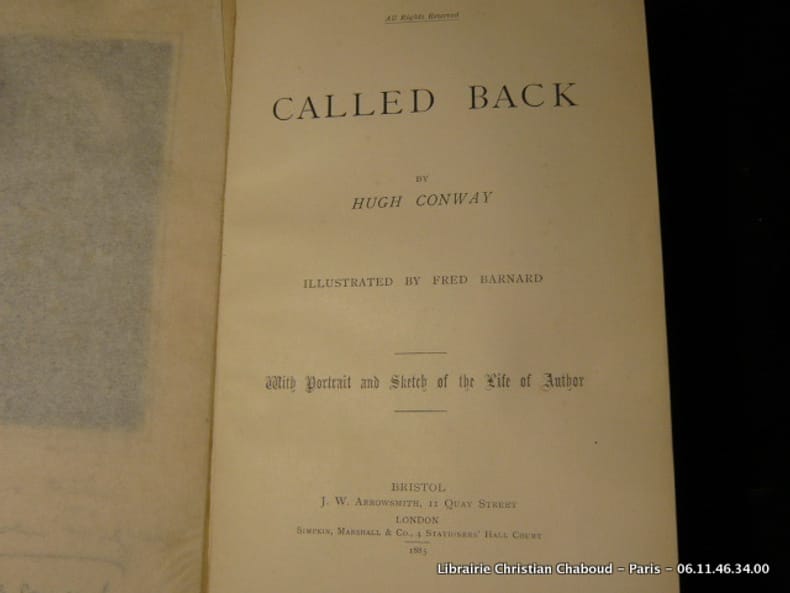 All Rights Reserved
CALLED BACK
BY
HUGH CONWAY
ILLUSTRATED BY FRED BARNARD
With Portrait and Sketch of the Life of Author
BRISTOL
J. W. ARROWSMITH, 11 QUAY STREET
LONDON
SIMPKIN, MARSHALL & CO., 4 STATIONERS' HALL COURT
1885
Librairie Christian Chaboud - Paris - 06.11.46.34.00